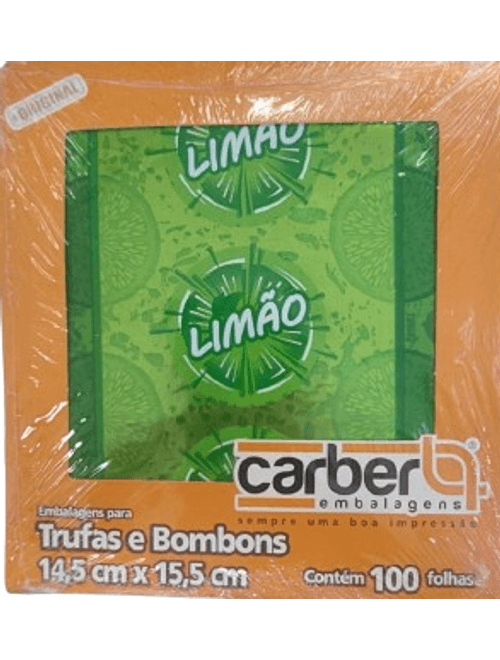 ORIGINAL
LIMÃO
LIMÃO
carber
embalagens
sempre uma boa impressão
Embalagens para
Trufas e Bombons
14,5 cm x 15,5 cm
Contém 100 folhas